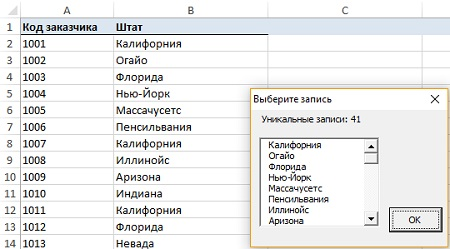 A B C
1 Код заказчика Штат
2 1001 Калифорния
3 1002 Огайо
4 1003 Флорида
5 1004 Нью-Йорк
6 1005 Массачусетс
7 1006 Пенсильвания
8 1007 Калифорния
9 1008 Иллинойс
10 1009 Аризона
11 1010 Индиана
12 1011 Калифорния
13 1012 Флорида
14 1013 Невада
Выберите запись
Уникальные записи: 41
Калифорния
Огайо
Флорида
Нью-Йорк
Массачусетс
Пенсильвания
Иллинойс
Аризона
OK